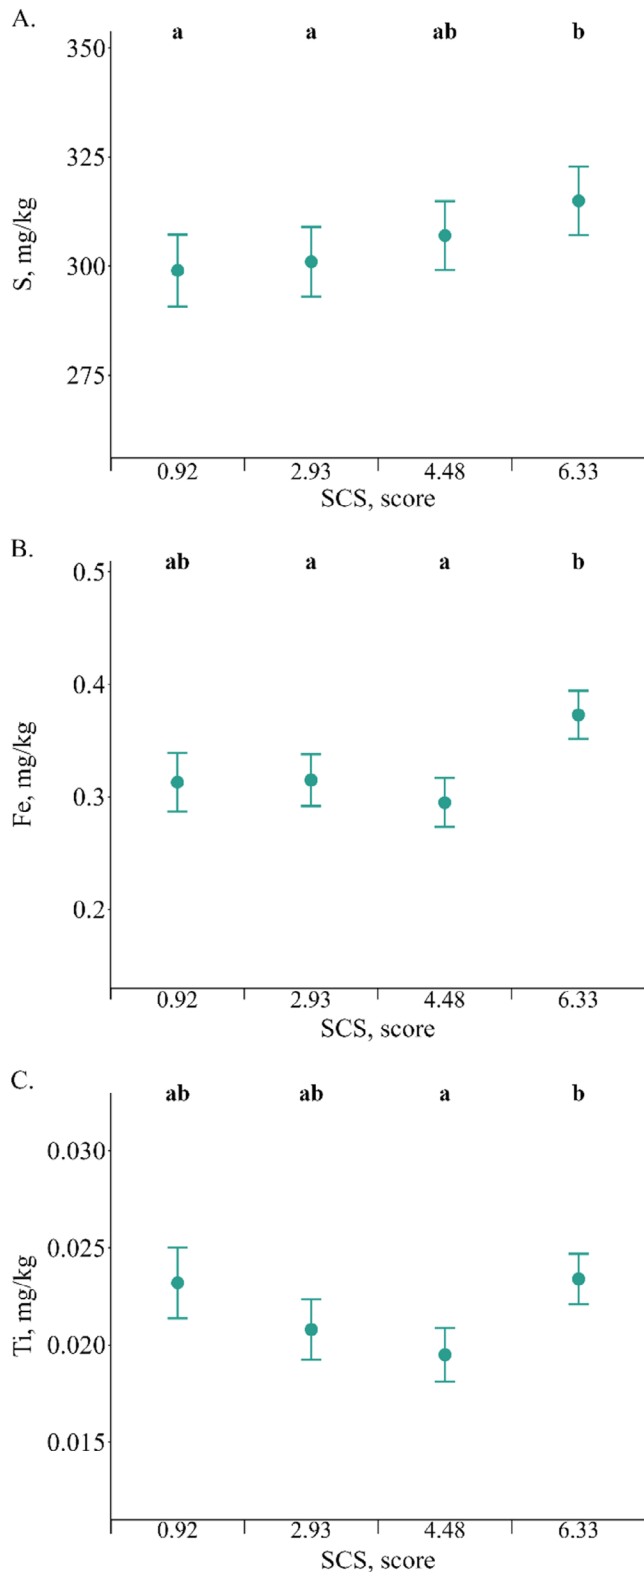 A.
a a ab b
350
325
300
275
S, mg/kg
0.92 2.93 4.48 6.33
SCS, score
B.
ab a a b
0.5
0.4
0.3
0.2
Fe, mg/kg
0.92 2.93 4.48 6.33
SCS, score
C.
ab ab a b
0.030
0.025
0.020
0.015
Ti, mg/kg
0.92 2.93 4.48 6.33
SCS, score